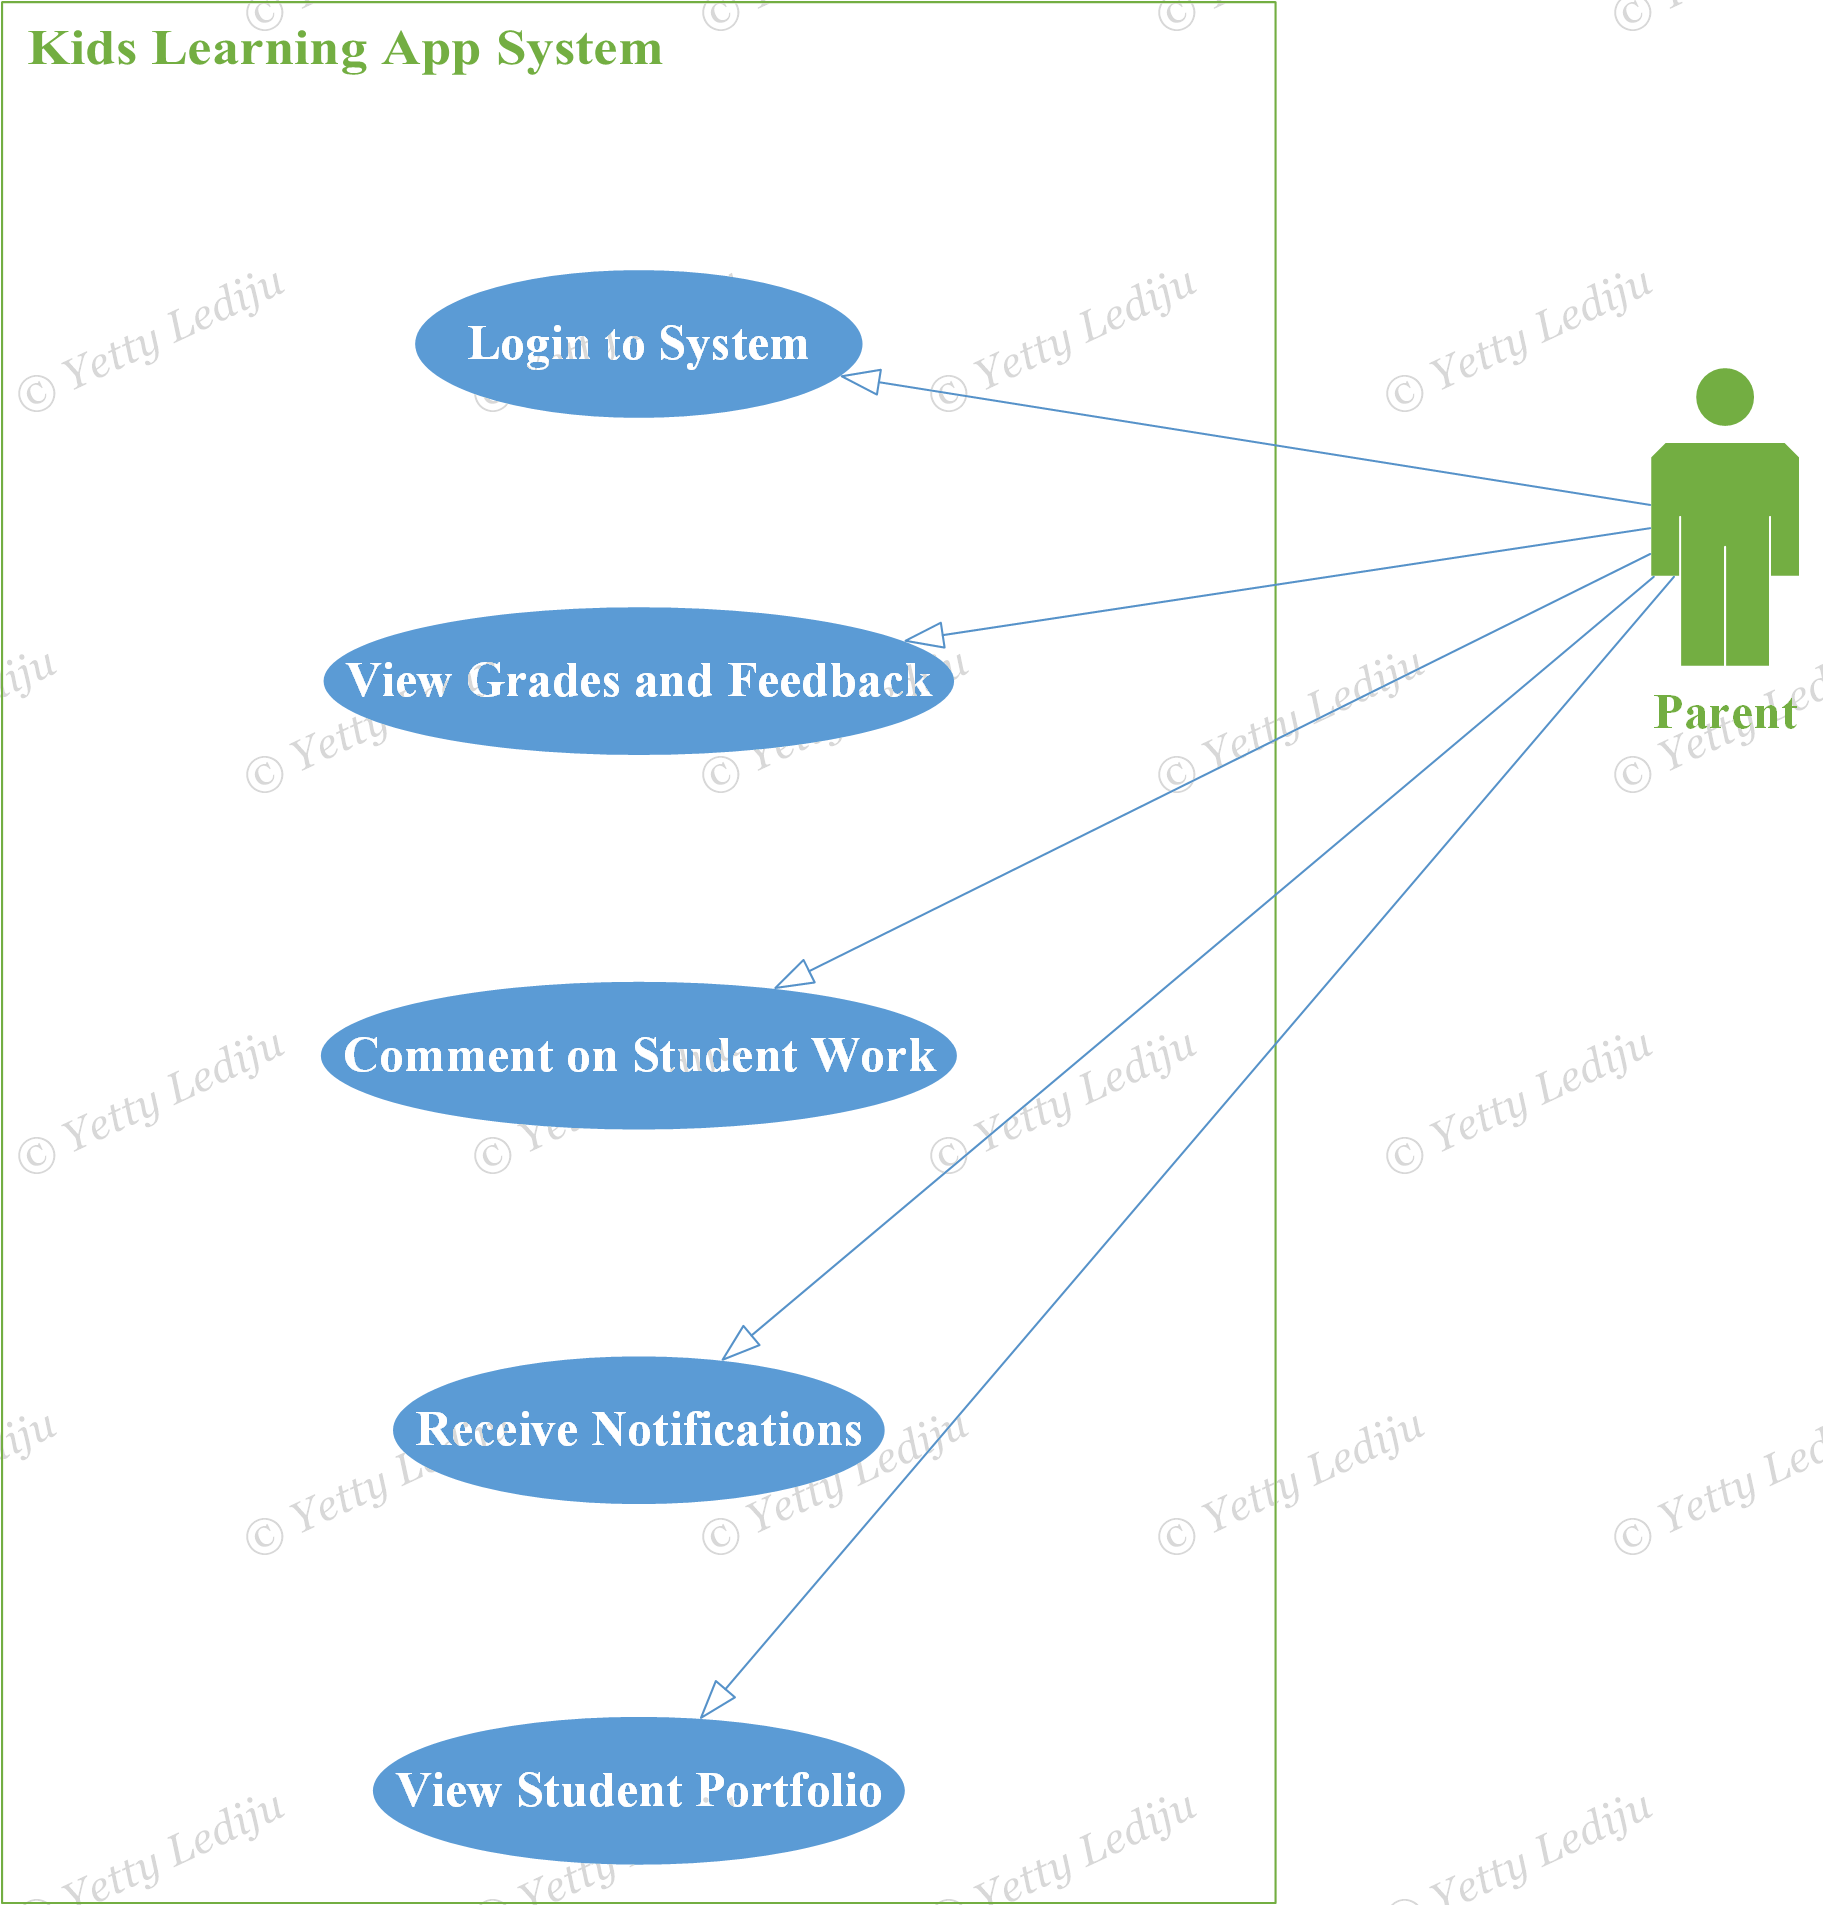 Kids Learning App System
Login to System
View Grades and Feedback
Parent
Comment on Student Work
Receive Notifications
View Student Portfolio
© Yetty Lediju